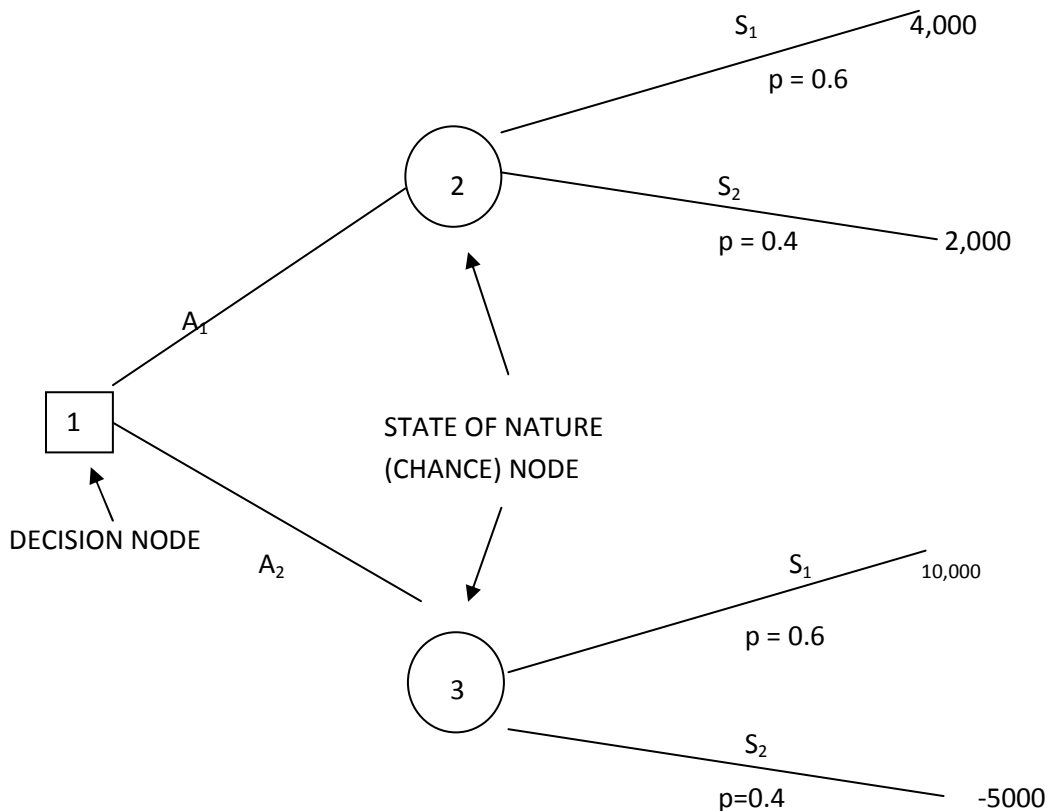 S₁
4,000
p = 0.6
2
S₂
p = 0.4
2,000
A₁
1
STATE OF NATURE
(CHANCE) NODE
DECISION NODE
A₂
S₁
10,000
p = 0.6
3
S₂
p=0.4
-5000